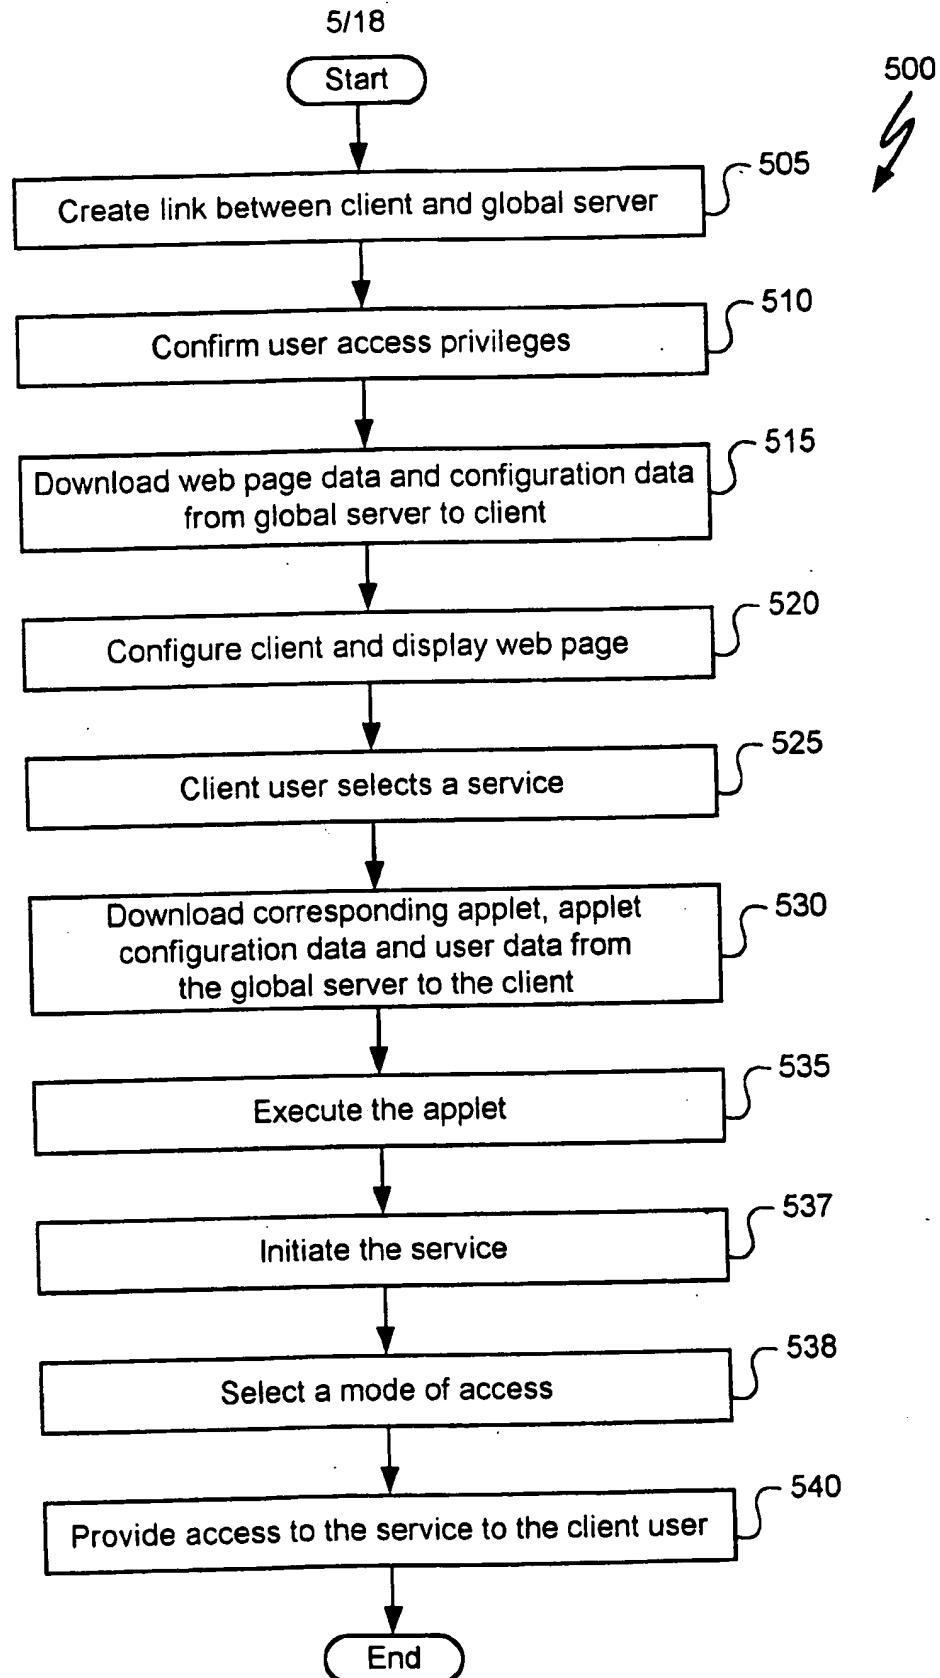 5/18
Start
500
505
Create link between client and global server
510
Confirm user access privileges
515
Download web page data and configuration data
from global server to client
520
Configure client and display web page
525
Client user selects a service
530
Download corresponding applet, applet
configuration data and user data from
the global server to the client
535
Execute the applet
537
Initiate the service
538
Select a mode of access
540
Provide access to the service to the client user
End